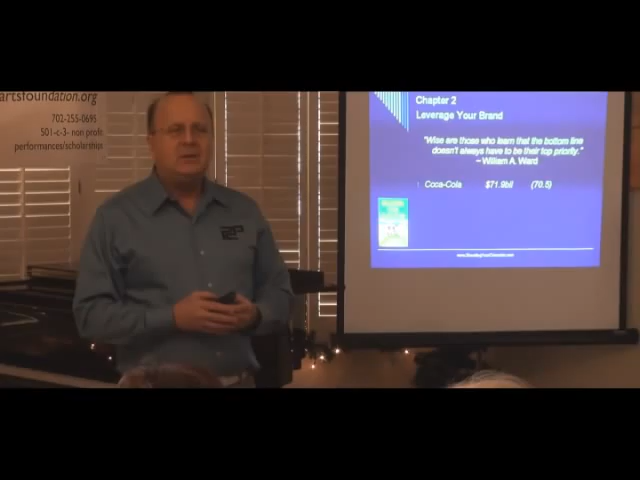 artsfoundation.org
702-255-0695
501-c-3- non profit
performances/scholarship
Chapter 2
Leverage Your Brand
"Wise are those who learn that the bottom line
doesn't always have to be their top priority."
~ William A. Ward
Coca-Cola $71.9bil (70.5)